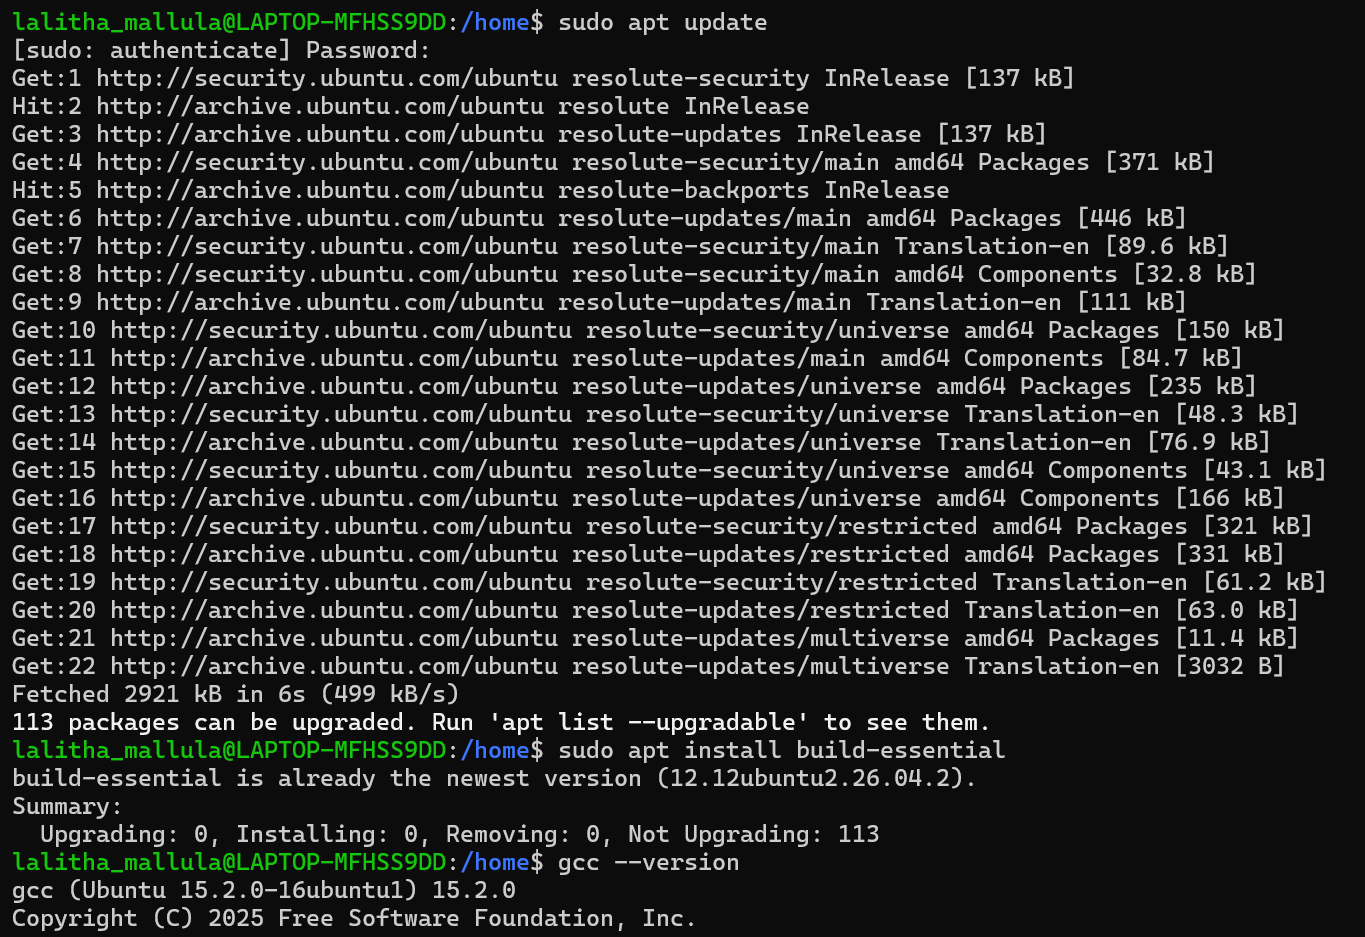 lalitha_mallula@LAPTOP-MFHSS9DD:/home$ sudo apt update
[sudo: authenticate] Password:
Get:1 http://security.ubuntu.com/ubuntu resolute-security InRelease [137 kB]
Hit:2 http://archive.ubuntu.com/ubuntu resolute InRelease
Get:3 http://archive.ubuntu.com/ubuntu resolute-updates InRelease [137 kB]
Get:4 http://security.ubuntu.com/ubuntu resolute-security/main amd64 Packages [371 kB]
Hit:5 http://archive.ubuntu.com/ubuntu resolute-backports InRelease
Get:6 http://archive.ubuntu.com/ubuntu resolute-updates/main amd64 Packages [446 kB]
Get:7 http://security.ubuntu.com/ubuntu resolute-security/main Translation-en [89.6 kB]
Get:8 http://security.ubuntu.com/ubuntu resolute-security/main amd64 Components [32.8 kB]
Get:9 http://archive.ubuntu.com/ubuntu resolute-updates/main Translation-en [111 kB]
Get:10 http://security.ubuntu.com/ubuntu resolute-security/universe amd64 Packages [150 kB]
Get:11 http://archive.ubuntu.com/ubuntu resolute-updates/main amd64 Components [84.7 kB]
Get:12 http://archive.ubuntu.com/ubuntu resolute-updates/universe amd64 Packages [235 kB]
Get:13 http://security.ubuntu.com/ubuntu resolute-security/universe Translation-en [48.3 kB]
Get:14 http://archive.ubuntu.com/ubuntu resolute-updates/universe Translation-en [76.9 kB]
Get:15 http://security.ubuntu.com/ubuntu resolute-security/universe amd64 Components [43.1 kB]
Get:16 http://archive.ubuntu.com/ubuntu resolute-updates/universe amd64 Components [166 kB]
Get:17 http://security.ubuntu.com/ubuntu resolute-security/restricted amd64 Packages [321 kB]
Get:18 http://archive.ubuntu.com/ubuntu resolute-updates/restricted amd64 Packages [331 kB]
Get:19 http://security.ubuntu.com/ubuntu resolute-security/restricted Translation-en [61.2 kB]
Get:20 http://archive.ubuntu.com/ubuntu resolute-updates/restricted Translation-en [63.0 kB]
Get:21 http://archive.ubuntu.com/ubuntu resolute-updates/multiverse amd64 Packages [11.4 kB]
Get:22 http://archive.ubuntu.com/ubuntu resolute-updates/multiverse Translation-en [3032 B]
Fetched 2921 kB in 6s (499 kB/s)
113 packages can be upgraded. Run 'apt list --upgradable' to see them.
lalitha_mallula@LAPTOP-MFHSS9DD:/home$ sudo apt install build-essential
build-essential is already the newest version (12.12ubuntu2.26.04.2).
Summary:
  Upgrading: 0, Installing: 0, Removing: 0, Not Upgrading: 113
lalitha_mallula@LAPTOP-MFHSS9DD:/home$ gcc --version
gcc (Ubuntu 15.2.0-16ubuntu1) 15.2.0
Copyright (C) 2025 Free Software Foundation, Inc.